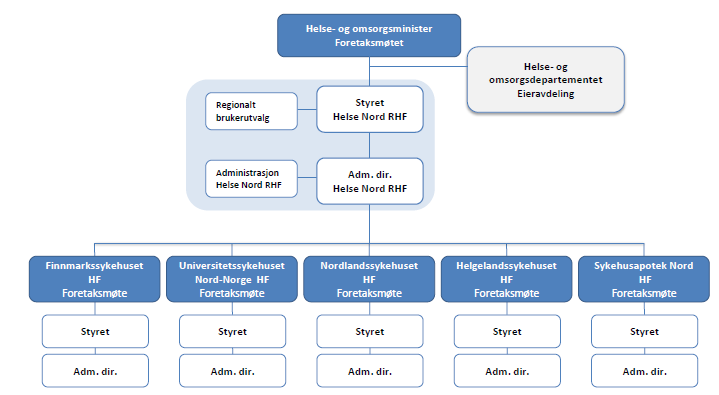 Helse- og omsorgsminister
Foretaksmøtet
Helse- og
omsorgsdepartementet
Eieravdeling
Regionalt
brukerutvalg
Styret
Helse Nord RHF
Administrasjon
Helse Nord RHF
Adm. dir.
Helse Nord RHF
Finnmarkssykehuset
HF
Foretaksmøte
Universitetssykehuset
Nord-Norge HF
Foretaksmøte
Nordlandssykehuset
HF
Foretaksmøte
Helgelandssykehuset
HF
Foretaksmøte
Sykehusapotek Nord
HF
Foretaksmøte
Styret
Styret
Styret
Styret
Styret
Adm. dir.
Adm. dir.
Adm. dir.
Adm. dir.
Adm. dir.